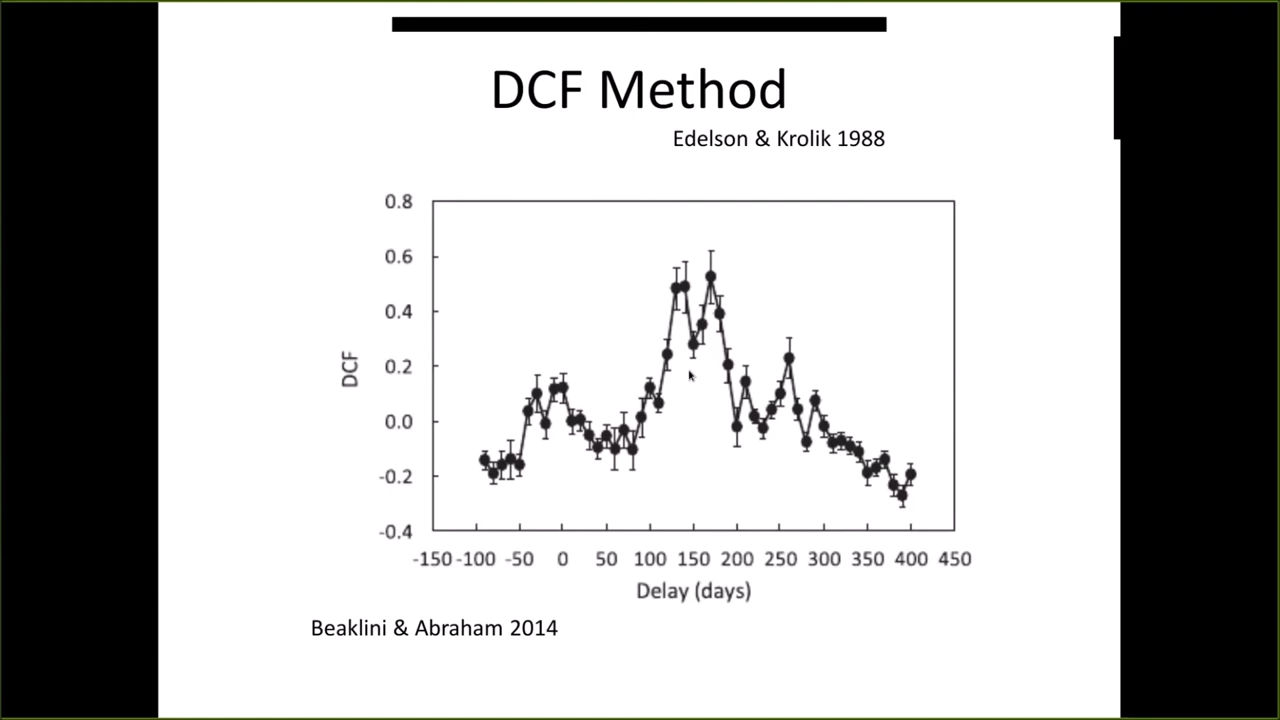 DCF Method
Edelson & Krolik 1988
0.8
0.6
0.4
0.2
0.0
-0.2
-0.4
DCF
-150 -100 -50 0 50 100 150 200 250 300 350 400 450
Delay (days)
Beaklini & Abraham 2014